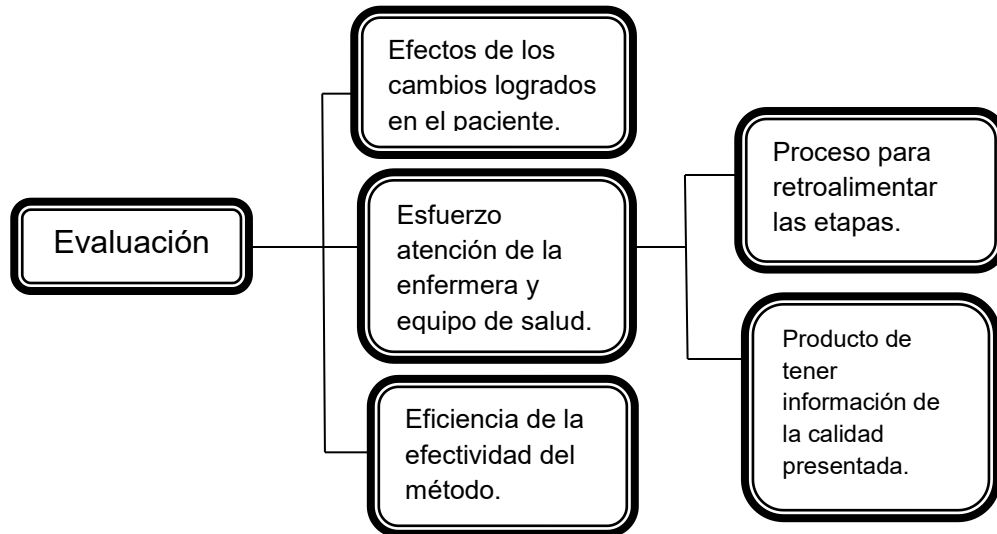 Evaluación
Efectos de los
cambios logrados
en el paciente.
Esfuerzo
atención de la
enfermera y
equipo de salud.
Eficiencia de la
efectividad del
método.
Proceso para
retroalimentar
las etapas.
Producto de
tener
información de
la calidad
presentada.